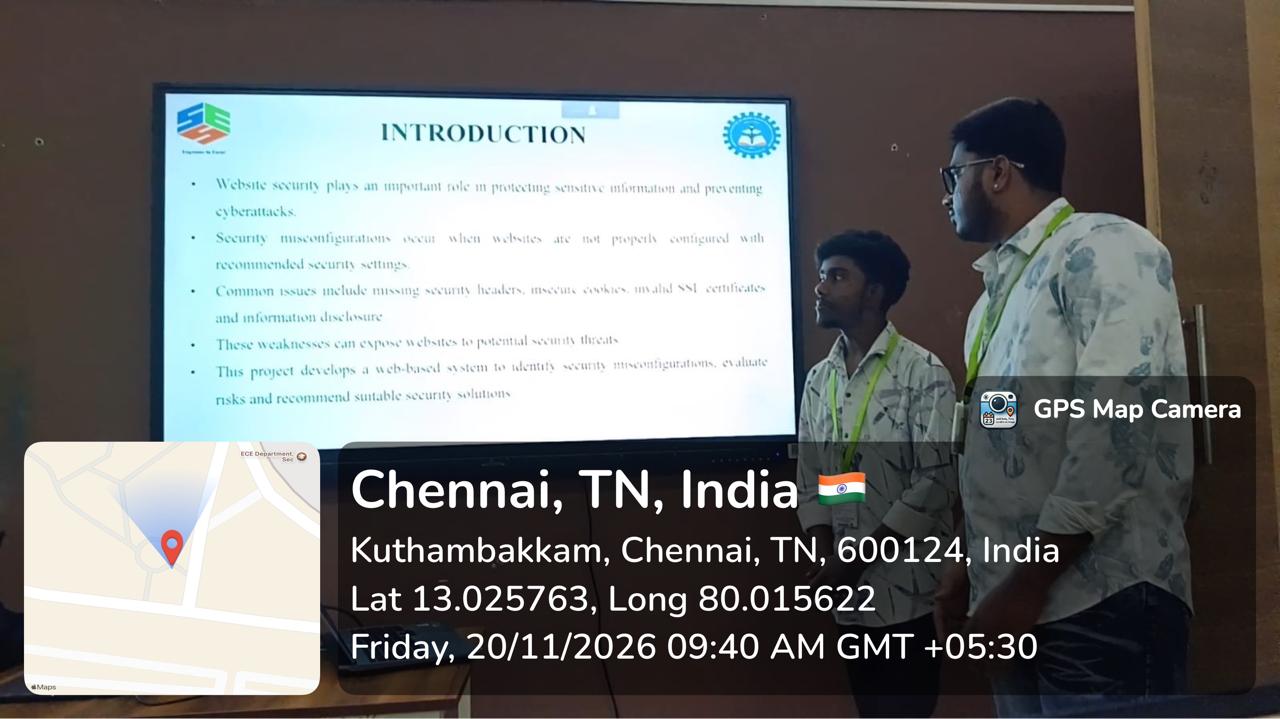 SES
Engineer to Excel
INTRODUCTION
• Website security plays an important role in protecting sensitive information and preventing
cyberattacks.
• Security misconfigurations occur when websites are not properly configured with
recommended security settings.
• Common issues include missing security headers, insecure cookies, invalid SSL certificates
and information disclosure
• These weaknesses can expose websites to potential security threats
• This project develops a web-based system to identify security misconfigurations, evaluate
risks and recommend suitable security solutions
GPS Map Camera
ECE Department,
Sec
Maps
Chennai, TN, India
Kuthambakkam, Chennai, TN, 600124, India
Lat 13.025763, Long 80.015622
Friday, 20/11/2026 09:40 AM GMT +05:30